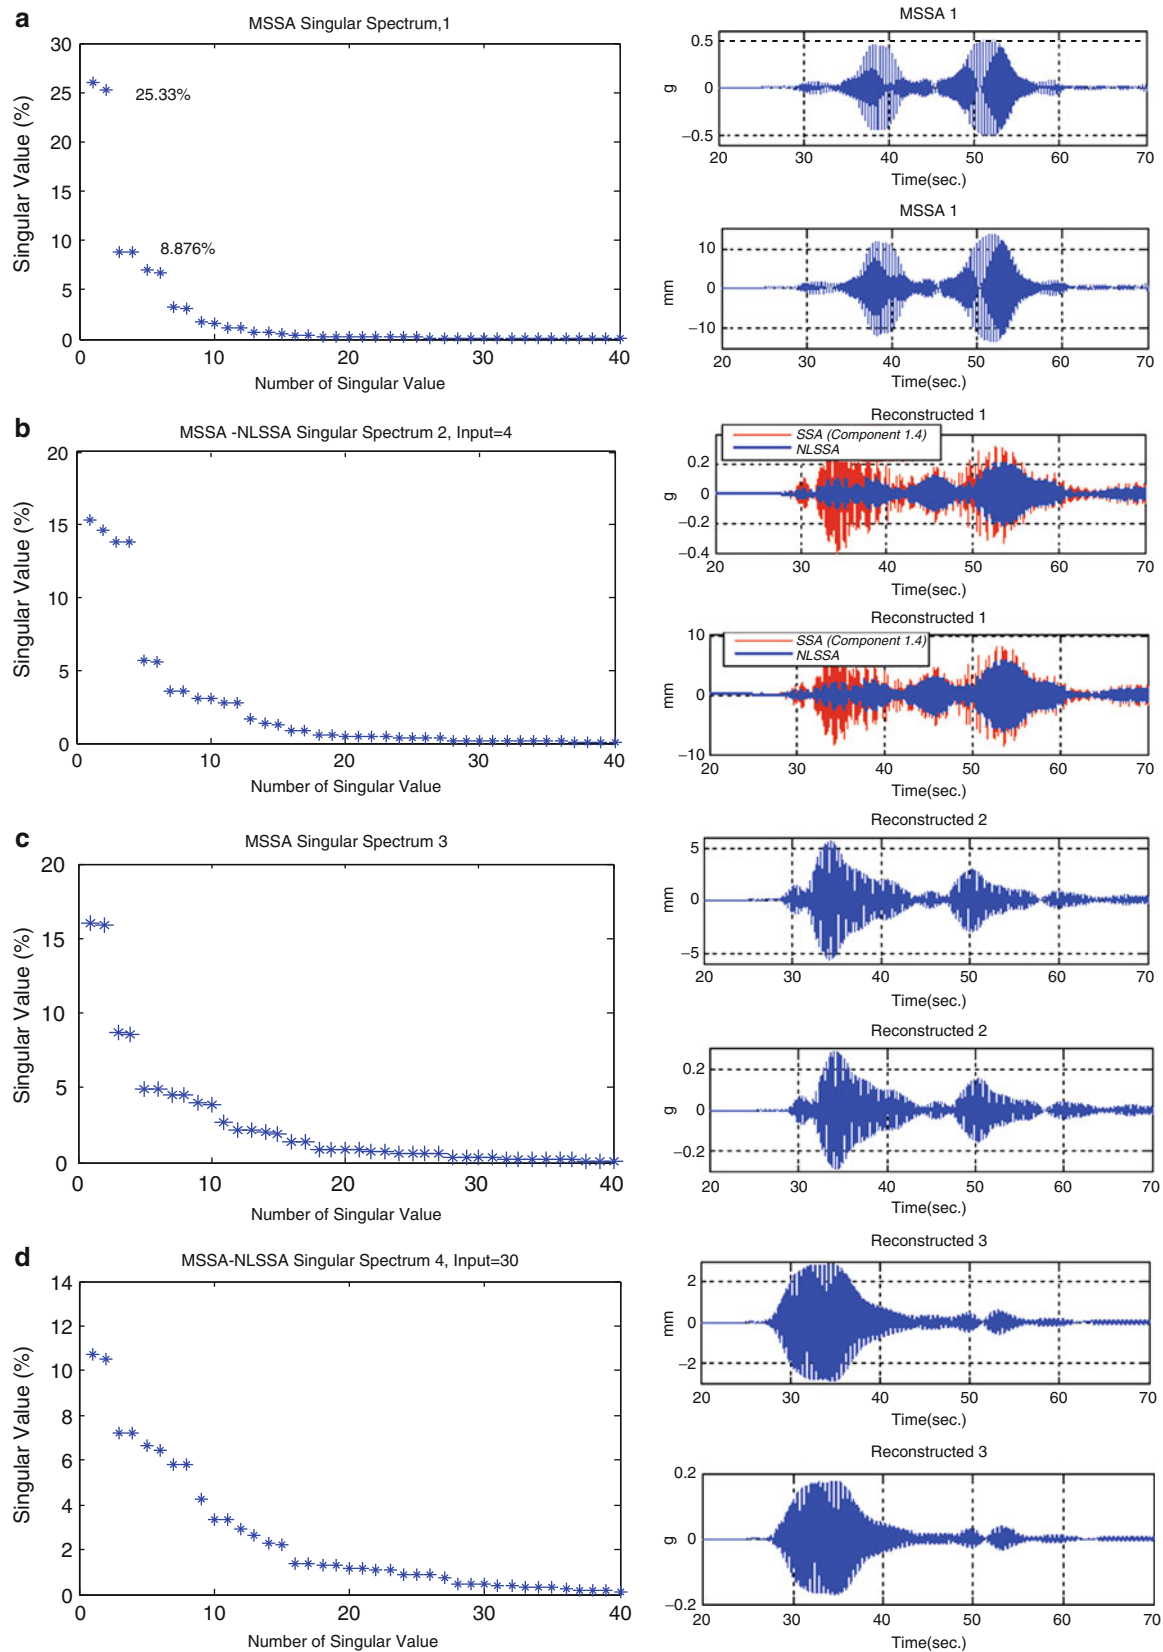 a
MSSA Singular Spectrum,1
30
25
20
15
10
5
0
25.33%
8.876%
Singular Value (%)
0 10 20 30 40
Number of Singular Value
MSSA 1
0.5
0
−0.5
g
20 30 40 50 60 70
Time(sec.)
MSSA 1
10
0
−10
mm
20 30 40 50 60 70
Time(sec.)
b
MSSA -NLSSA Singular Spectrum 2, Input=4
20
15
10
5
0
Singular Value (%)
0 10 20 30 40
Number of Singular Value
Reconstructed 1
SSA (Component 1.4)
NLSSA
0.2
0
−0.2
−0.4
g
20 30 40 50 60 70
Time(sec.)
Reconstructed 1
SSA (Component 1.4)
NLSSA
10
0
−10
mm
20 30 40 50 60 70
Time(sec.)
c
MSSA Singular Spectrum 3
20
15
10
5
0
Singular Value (%)
0 10 20 30 40
Number of Singular Value
Reconstructed 2
5
0
−5
mm
20 30 40 50 60 70
Time(sec.)
Reconstructed 2
0.2
0
−0.2
g
20 30 40 50 60 70
Time(sec.)
d
MSSA-NLSSA Singular Spectrum 4, Input=30
14
12
10
8
6
4
2
0
Singular Value (%)
0 10 20 30 40
Number of Singular Value
Reconstructed 3
2
0
−2
mm
20 30 40 50 60 70
Time(sec.)
Reconstructed 3
0.2
0
−0.2
g
20 30 40 50 60 70
Time(sec.)